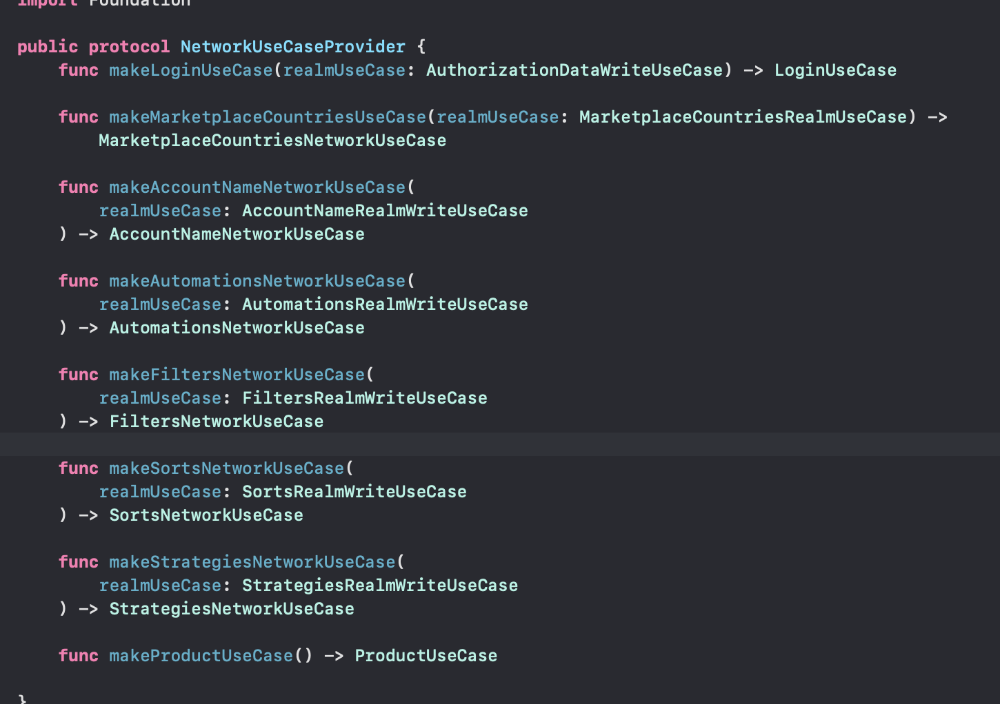 import Foundation
public protocol NetworkUseCaseProvider {
func makeLoginUseCase(realmUseCase: AuthorizationDataWriteUseCase) -> LoginUseCase
func makeMarketplaceCountriesUseCase(realmUseCase: MarketplaceCountriesRealmUseCase) ->
MarketplaceCountriesNetworkUseCase
func makeAccountNameNetworkUseCase(
realmUseCase: AccountNameRealmWriteUseCase
) -> AccountNameNetworkUseCase
func makeAutomationsNetworkUseCase(
realmUseCase: AutomationsRealmWriteUseCase
) -> AutomationsNetworkUseCase
func makeFiltersNetworkUseCase(
realmUseCase: FiltersRealmWriteUseCase
) -> FiltersNetworkUseCase
func makeSortsNetworkUseCase(
realmUseCase: SortsRealmWriteUseCase
) -> SortsNetworkUseCase
func makeStrategiesNetworkUseCase(
realmUseCase: StrategiesRealmWriteUseCase
) -> StrategiesNetworkUseCase
func makeProductUseCase() -> ProductUseCase
}